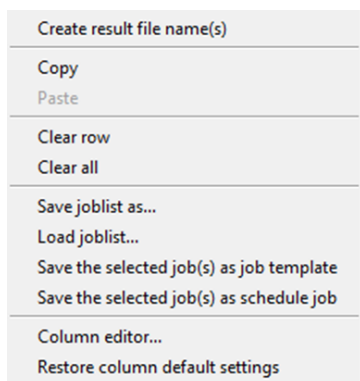 Create result file name(s)
Copy
Paste
Clear row
Clear all
Save joblist as...
Load joblist...
Save the selected job(s) as job template
Save the selected job(s) as schedule job
Column editor...
Restore column default settings